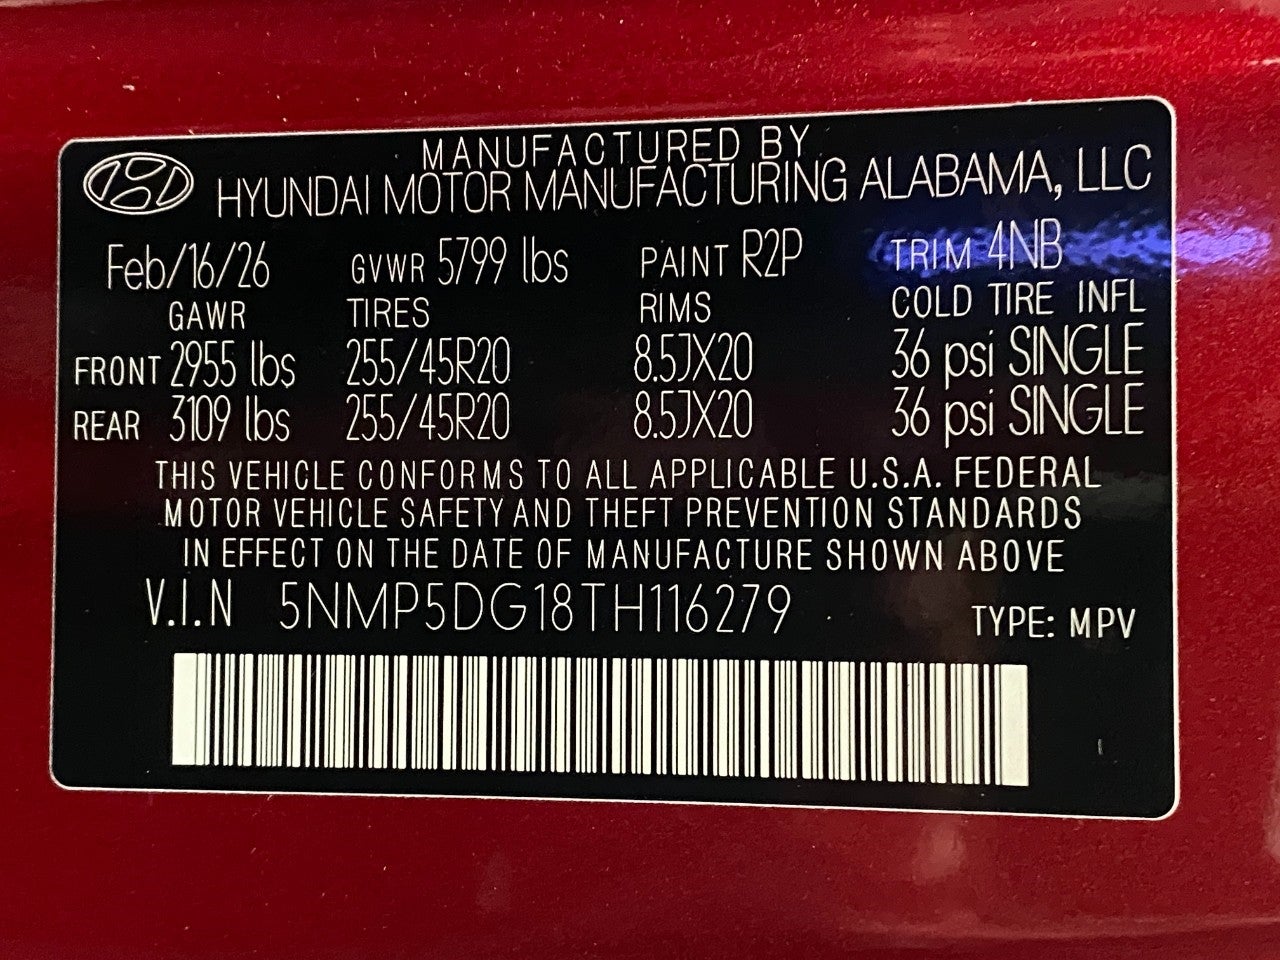 MANUFACTURED BY
HYUNDAI MOTOR MANUFACTURING ALABAMA, LLC
Feb/16/26 GVWR 5799 lbs PAINT R2P TRIM 4NB
GAWR TIRES RIMS COLD TIRE INFL
FRONT 2955 lbs 255/45R20 8.5JX20 36 psi SINGLE
REAR 3109 lbs 255/45R20 8.5JX20 36 psi SINGLE
THIS VEHICLE CONFORMS TO ALL APPLICABLE U.S.A. FEDERAL
MOTOR VEHICLE SAFETY AND THEFT PREVENTION STANDARDS
IN EFFECT ON THE DATE OF MANUFACTURE SHOWN ABOVE
V.I.N 5NMP5DG18TH116279 TYPE: MPV